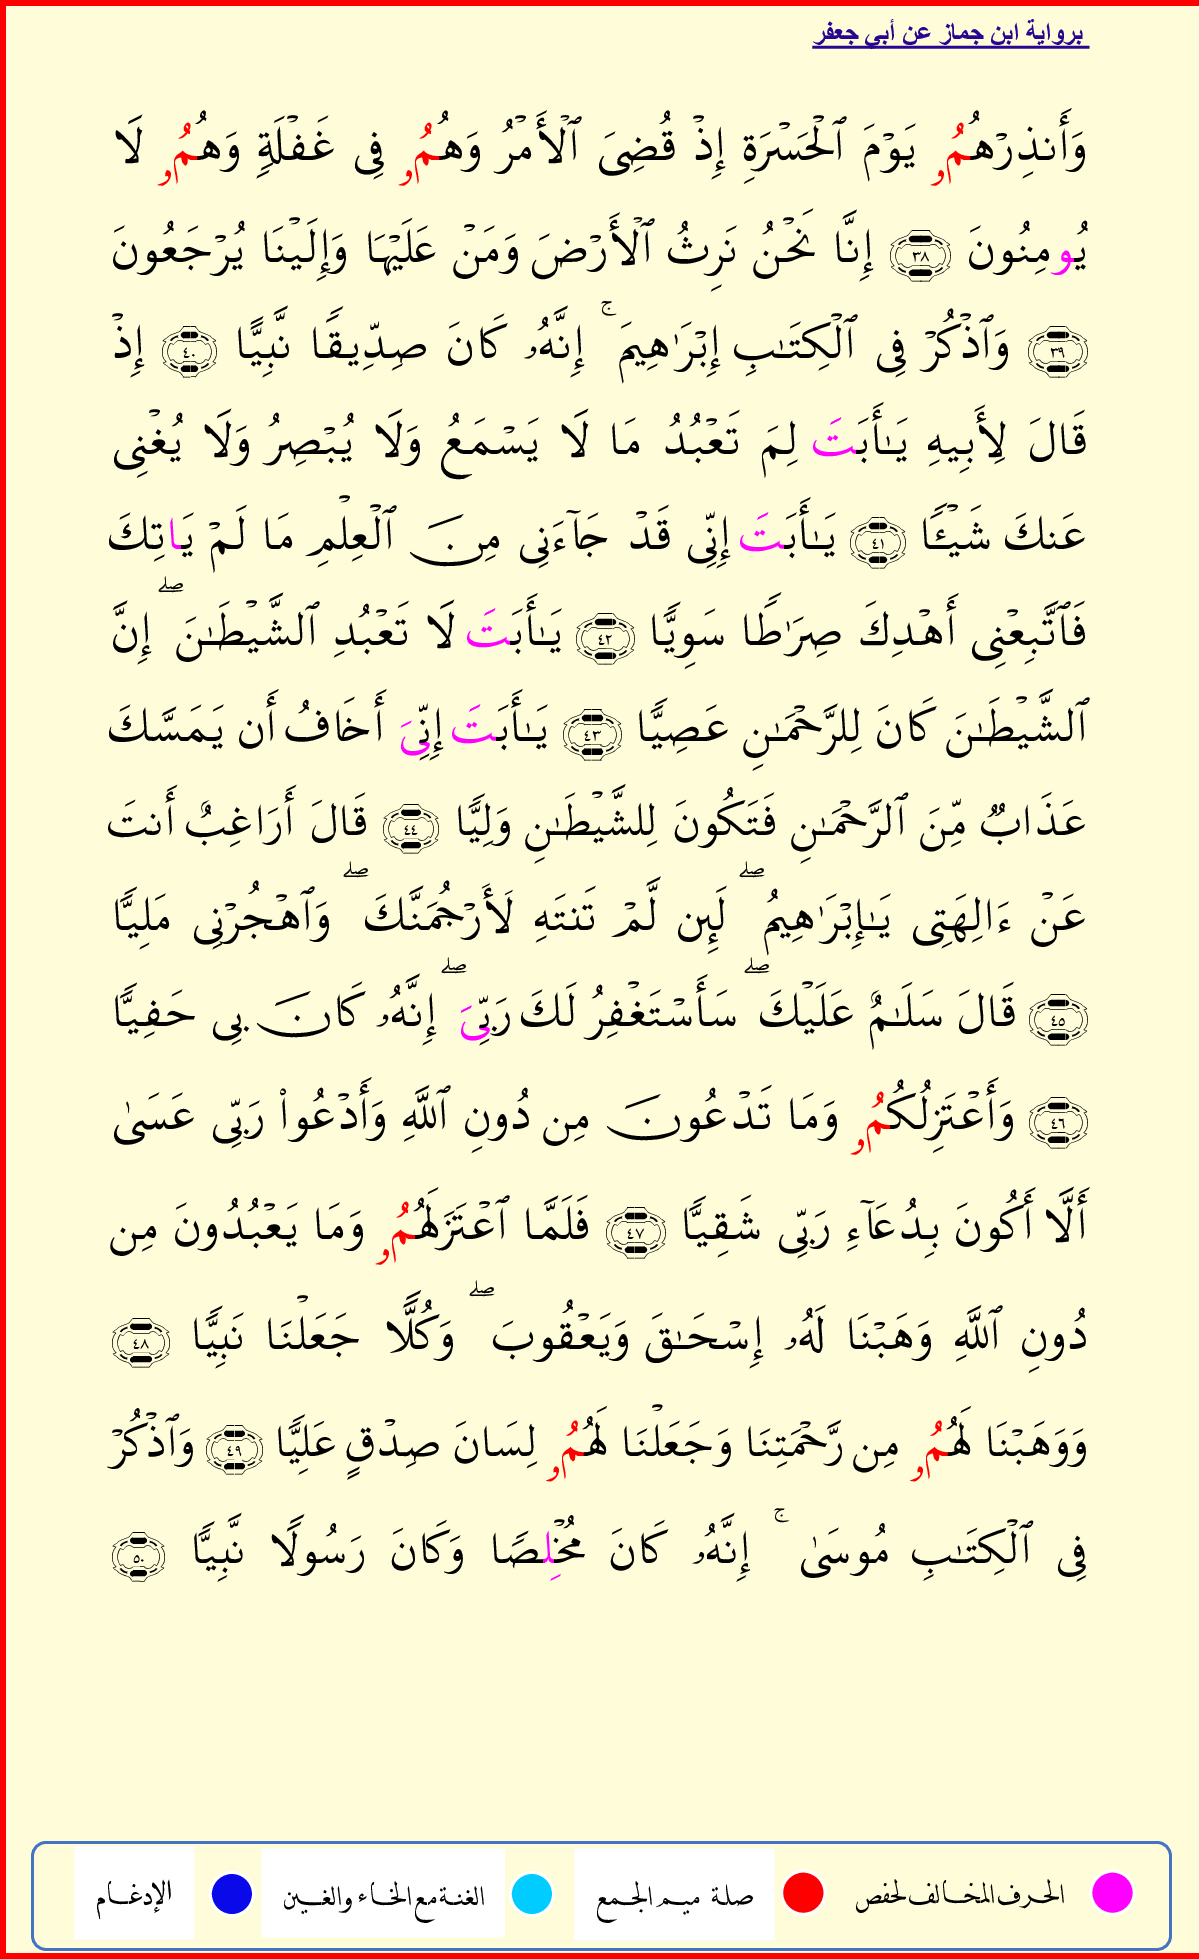 برواية ابن جماز عن أبي جعفر
وَأَنذِرْهُمُۥ يَوْمَ ٱلْحَسْرَةِ إِذْ قُضِىَ ٱلْأَمْرُ وَهُمُۥ فِى غَفْلَةٍ وَهُمُۥ لَا
يُومِنُونَ ٣٨ إِنَّا نَحْنُ نَرِثُ ٱلْأَرْضَ وَمَنْ عَلَيْهَا وَإِلَيْنَا يُرْجَعُونَ
٣٩ وَٱذْكُرْ فِى ٱلْكِتَـٰبِ إِبْرَٰهِيمَ ۚ إِنَّهُۥ كَانَ صِدِّيقًا نَّبِيًّا ٤٠ إِذْ
قَالَ لِأَبِيهِ يَـٰأَبَتَ لِمَ تَعْبُدُ مَا لَا يَسْمَعُ وَلَا يُبْصِرُ وَلَا يُغْنِى
عَنكَ شَيْـًٔا ٤١ يَـٰأَبَتَ إِنِّى قَدْ جَآءَنِى مِنَ ٱلْعِلْمِ مَا لَمْ يَاتِكَ
فَٱتَّبِعْنِى أَهْدِكَ صِرَٰطًا سَوِيًّا ٤٢ يَـٰأَبَتَ لَا تَعْبُدِ ٱلشَّيْطَـٰنَ ۖ إِنَّ
ٱلشَّيْطَـٰنَ كَانَ لِلرَّحْمَـٰنِ عَصِيًّا ٤٣ يَـٰأَبَتَ إِنِّىَ أَخَافُ أَن يَمَسَّكَ
عَذَابٌ مِّنَ ٱلرَّحْمَـٰنِ فَتَكُونَ لِلشَّيْطَـٰنِ وَلِيًّا ٤٤ قَالَ أَرَاغِبٌ أَنتَ
عَنْ ءَالِهَتِى يَـٰإِبْرَٰهِيمُ ۖ لَئِن لَّمْ تَنتَهِ لَأَرْجُمَنَّكَ ۖ وَٱهْجُرْنِى مَلِيًّا
٤٥ قَالَ سَلَـٰمٌ عَلَيْكَ ۖ سَأَسْتَغْفِرُ لَكَ رَبِّىَ ۖ إِنَّهُۥ كَانَ بِى حَفِيًّا
٤٦ وَأَعْتَزِلُكُمُۥ وَمَا تَدْعُونَ مِن دُونِ ٱللَّهِ وَأَدْعُوا۟ رَبِّى عَسَىٰ
أَلَّا أَكُونَ بِدُعَآءِ رَبِّى شَقِيًّا ٤٧ فَلَمَّا ٱعْتَزَلَهُمُۥ وَمَا يَعْبُدُونَ مِن
دُونِ ٱللَّهِ وَهَبْنَا لَهُۥ إِسْحَـٰقَ وَيَعْقُوبَ ۖ وَكُلًّا جَعَلْنَا نَبِيًّا ٤٨
وَوَهَبْنَا لَهُمُۥ مِن رَّحْمَتِنَا وَجَعَلْنَا لَهُمُۥ لِسَانَ صِدْقٍ عَلِيًّا ٤٩ وَٱذْكُرْ
فِى ٱلْكِتَـٰبِ مُوسَىٰ ۚ إِنَّهُۥ كَانَ مُخْلِصًا وَكَانَ رَسُولًا نَّبِيًّا ٥٠
الحرف المخالف لحفص صلة ميم الجمع الغنة مع الخاء والغين الإدغام